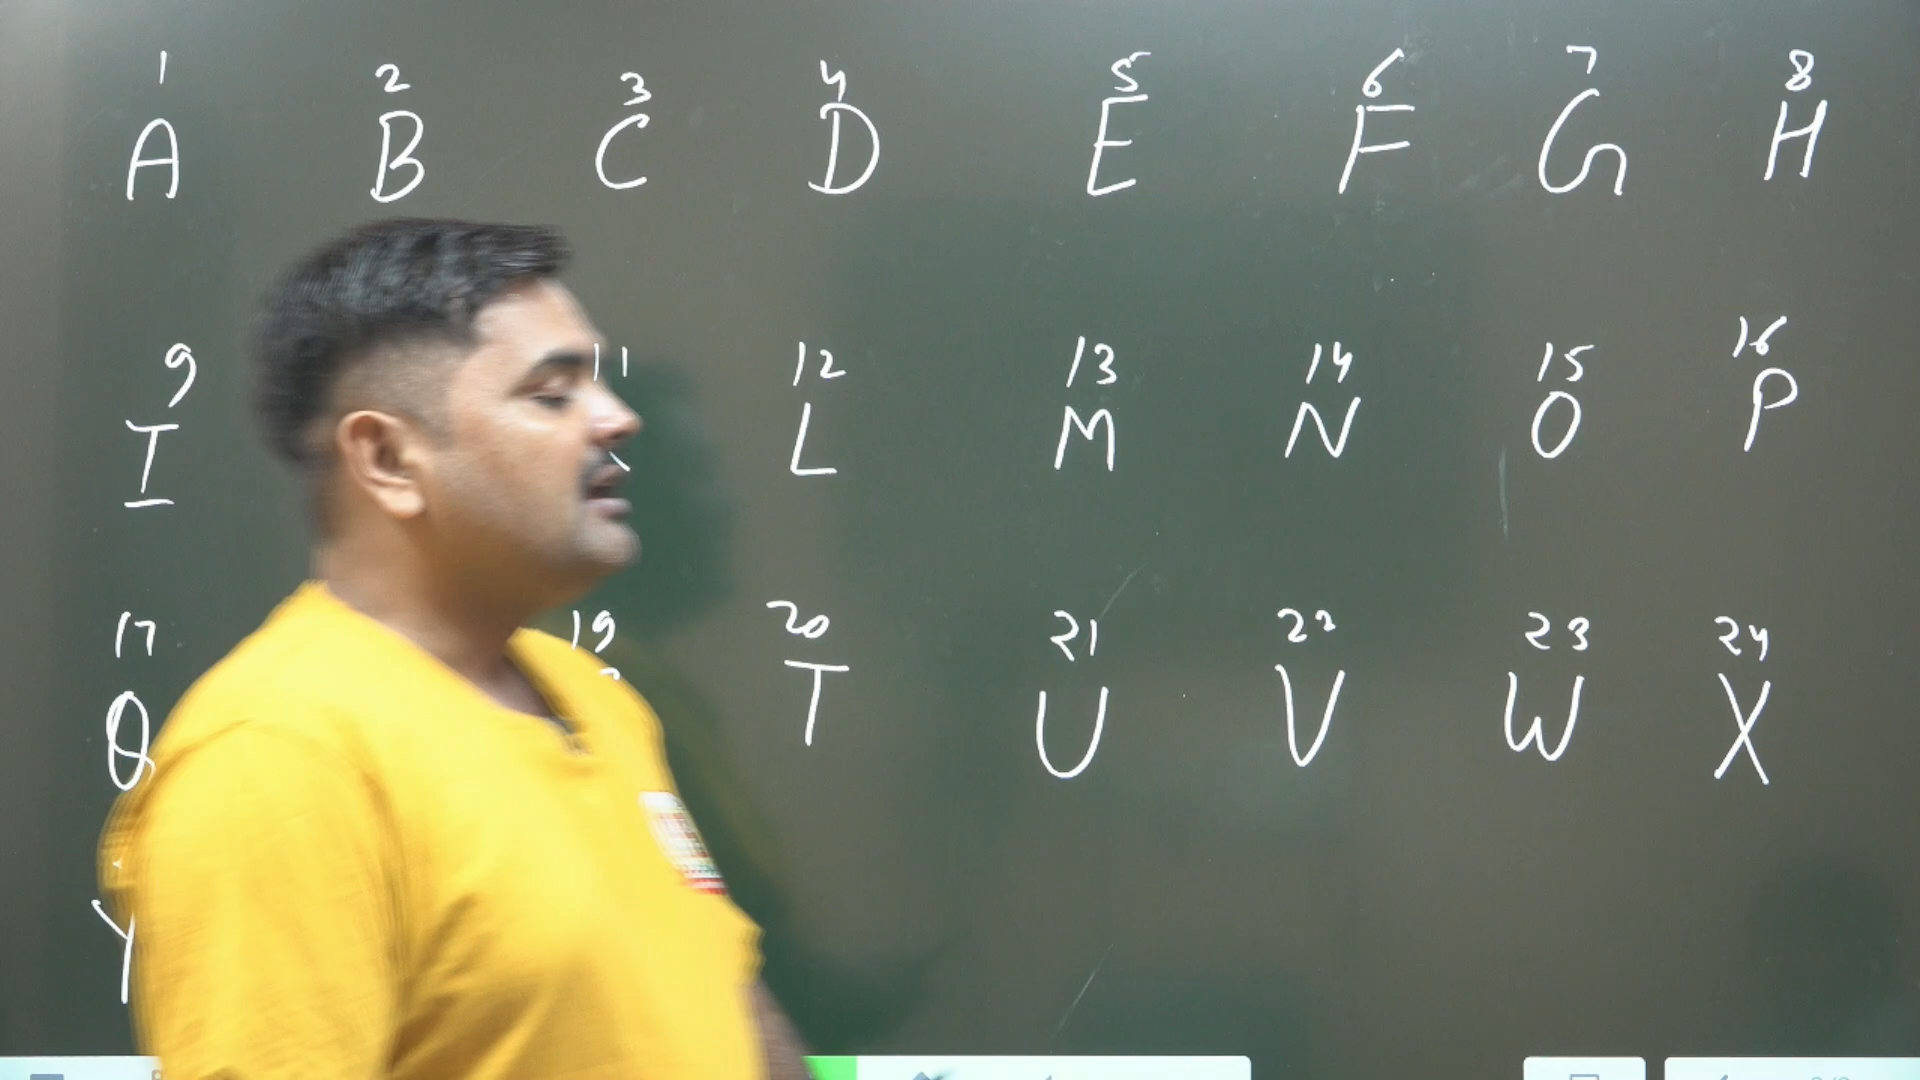 1 2 3 4 5 6 7 8
A B C D E F G H
9 11 12 13 14 15 16
I L M N O P
17 19 20 21 22 23 24
Q T U V W X
Y